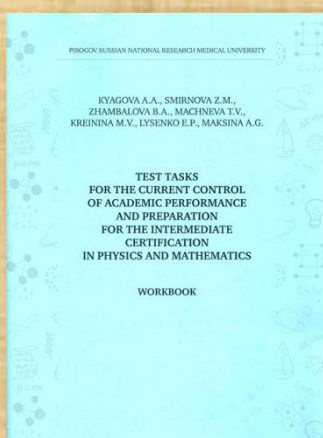 PIROGOV RUSSIAN NATIONAL RESEARCH MEDICAL UNIVERSITY
KYAGOVA A.A., SMIRNOVA Z.M.,
ZHAMBALOVA B.A., MACHNEVA T.V.,
KREININA M.V., LYSENKO E.P., MAKSINA A.G.
TEST TASKS
FOR THE CURRENT CONTROL
OF ACADEMIC PERFORMANCE
AND PREPARATION
FOR THE INTERMEDIATE
CERTIFICATION
IN PHYSICS AND MATHEMATICS
WORKBOOK